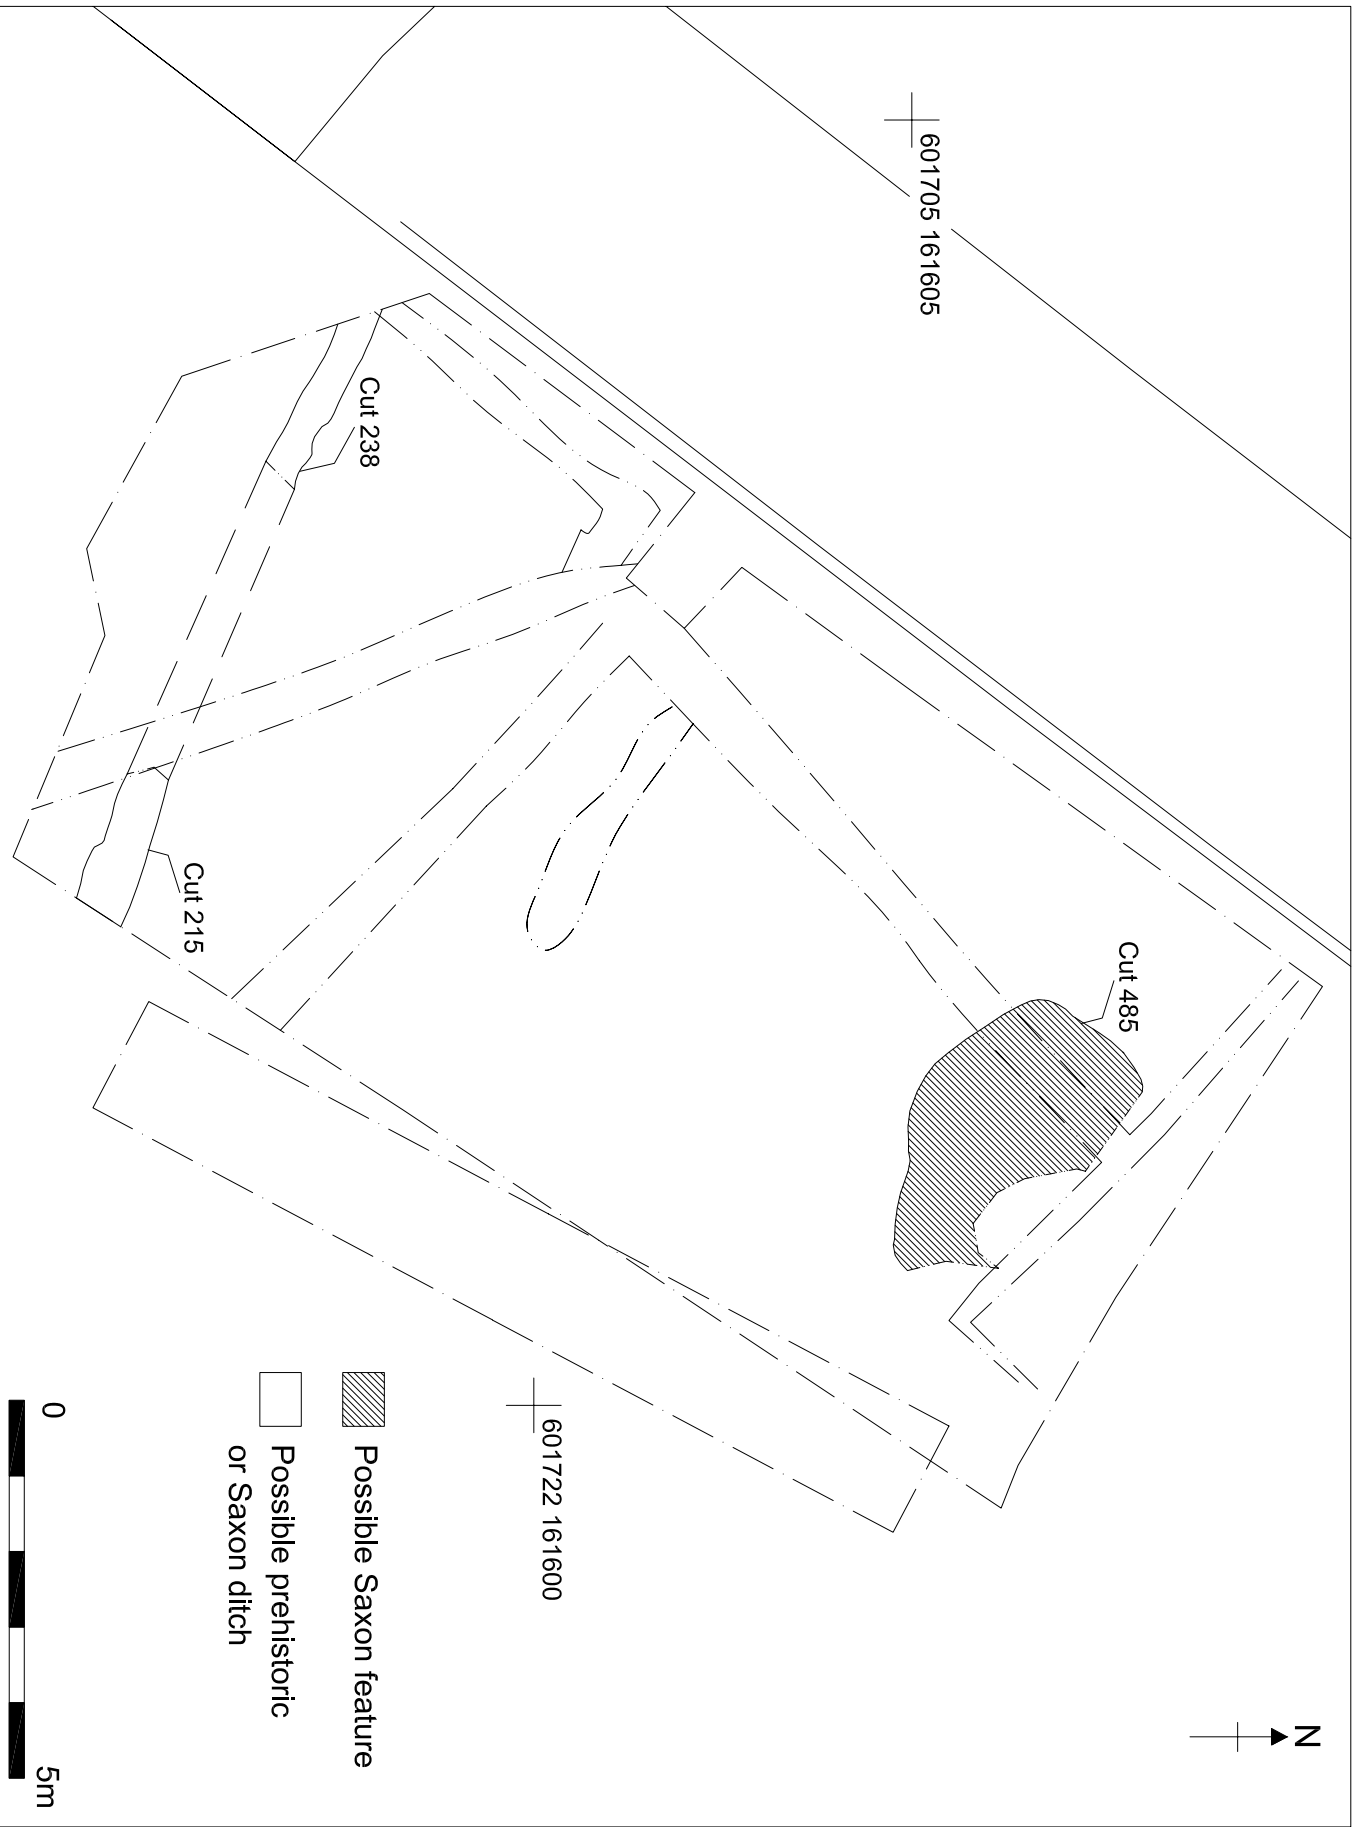 N
601705 161605
Cut 485
601722 161600
Cut 238
Cut 215
Possible Saxon feature
Possible prehistoric
or Saxon ditch
0
5m